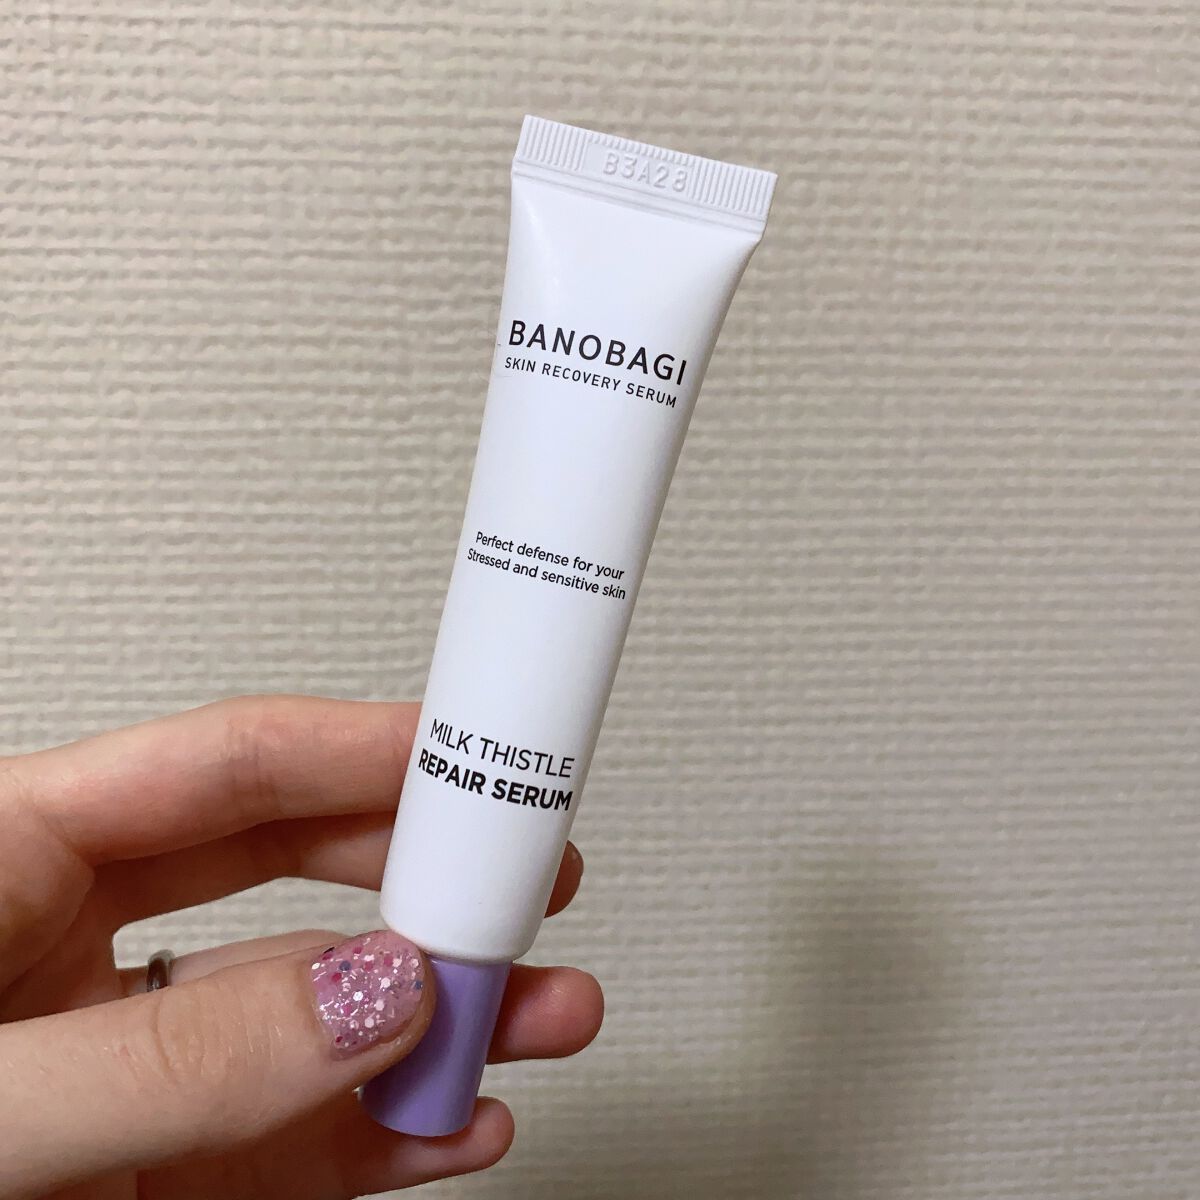 B3A28
BANOBAGI
SKIN RECOVERY SERUM
Perfect defense for your
Stressed and sensitive skin
MILK THISTLE
REPAIR SERUM